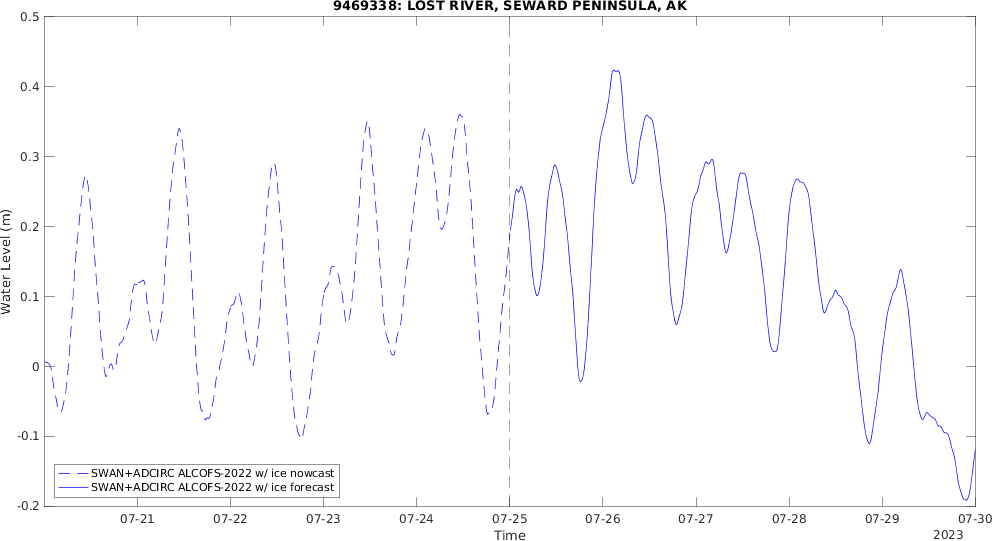 9469338: LOST RIVER, SEWARD PENINSULA, AK
0.5
0.4
0.3
0.2
0.1
0
-0.1
-0.2
Water Level (m)
SWAN+ADCIRC ALCOFS-2022 w/ ice nowcast
SWAN+ADCIRC ALCOFS-2022 w/ ice forecast
07-21 07-22 07-23 07-24 07-25 07-26 07-27 07-28 07-29 07-30
Time
2023